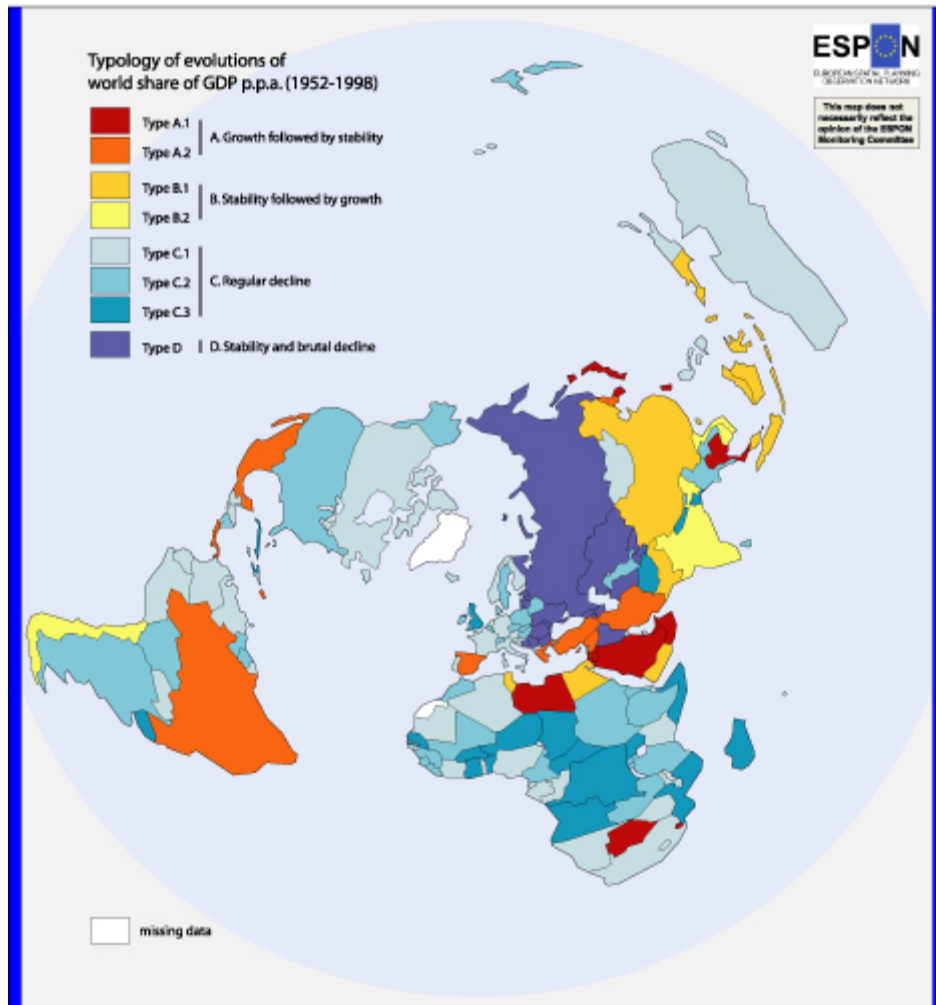 Typology of evolutions of
world share of GDP p.p.a. (1952-1998)
Type A.1
Type A.2
A. Growth followed by stability
Type B.1
Type B.2
B. Stability followed by growth
Type C.1
Type C.2
Type C.3
C. Regular decline
Type D
D. Stability and brutal decline
missing data
ESPON
EUROPEAN SPATIAL PLANNING
OBSERVATION NETWORK
This map does not
necessarily reflect the
opinion of the ESPON
Monitoring Committee